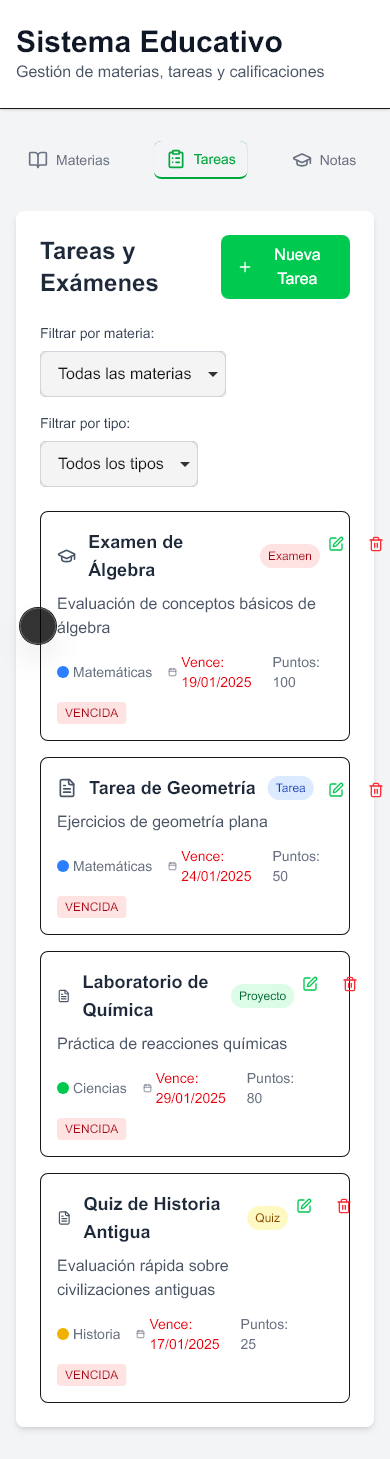 Sistema Educativo
Gestión de materias, tareas y calificaciones
Materias
Tareas
Notas
Tareas y
Exámenes
Nueva
Tarea
Filtrar por materia:
Todas las materias
Filtrar por tipo:
Todos los tipos
Examen de
Álgebra
Examen
Evaluación de conceptos básicos de
álgebra
Matemáticas
Vence:
19/01/2025
Puntos:
100
VENCIDA
Tarea de Geometría
Tarea
Ejercicios de geometría plana
Matemáticas
Vence:
24/01/2025
Puntos:
50
VENCIDA
Laboratorio de
Química
Proyecto
Práctica de reacciones químicas
Ciencias
Vence:
29/01/2025
Puntos:
80
VENCIDA
Quiz de Historia
Antigua
Quiz
Evaluación rápida sobre
civilizaciones antiguas
Historia
Vence:
17/01/2025
Puntos:
25
VENCIDA